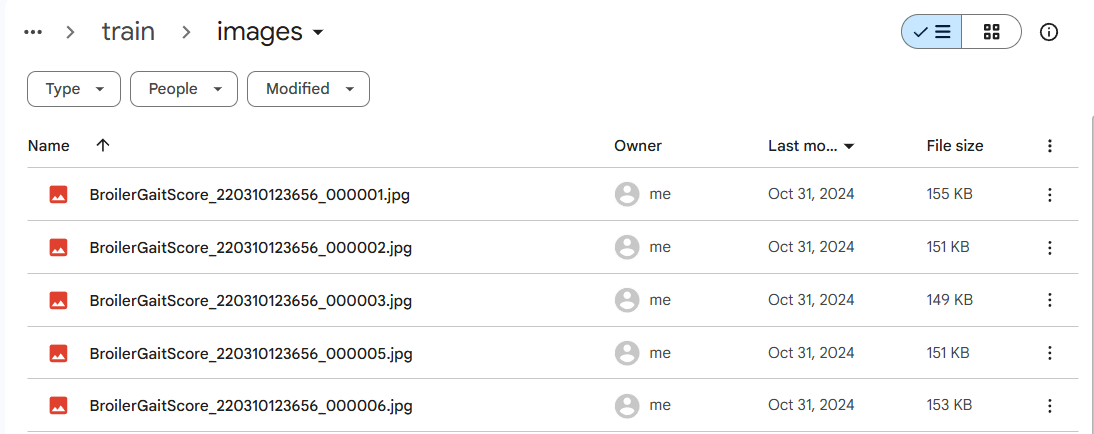 ... > train > images
Type People Modified
Name Owner Last mo... File size
BroilerGaitScore_220310123656_000001.jpg me Oct 31, 2024 155 KB
BroilerGaitScore_220310123656_000002.jpg me Oct 31, 2024 151 KB
BroilerGaitScore_220310123656_000003.jpg me Oct 31, 2024 149 KB
BroilerGaitScore_220310123656_000005.jpg me Oct 31, 2024 151 KB
BroilerGaitScore_220310123656_000006.jpg me Oct 31, 2024 153 KB